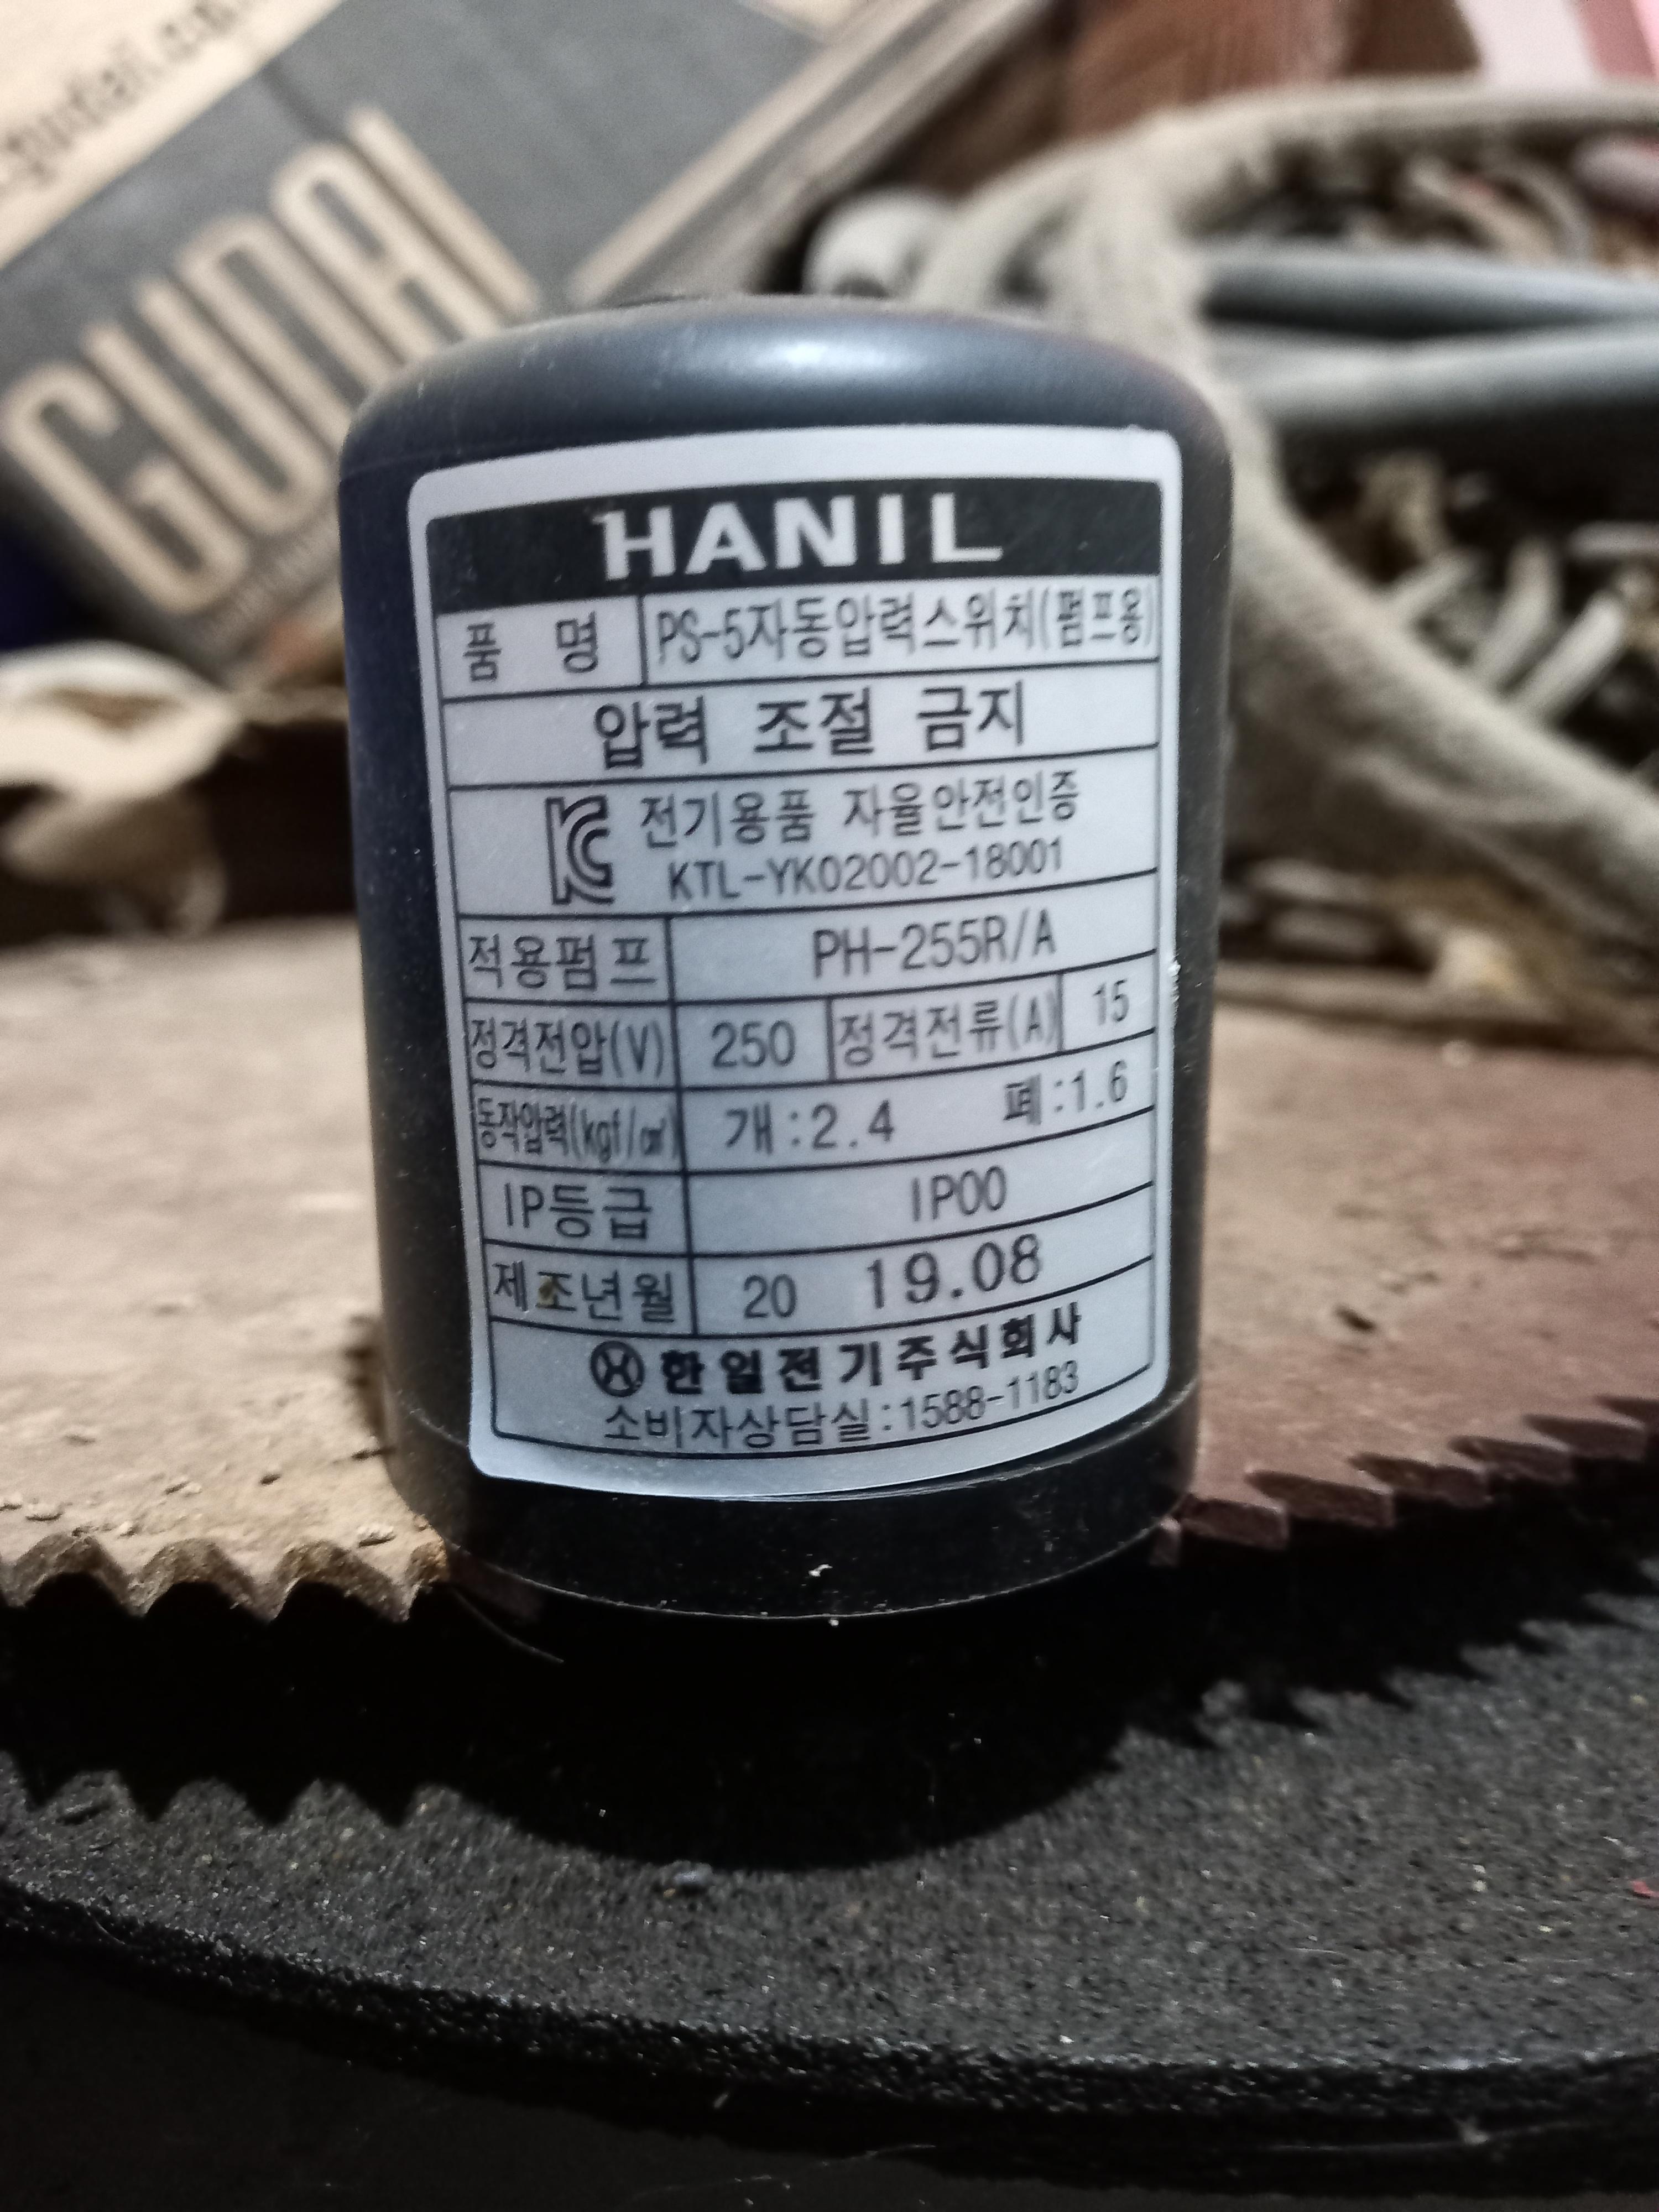 GUDAI
HANIL
품 명 PS-5자동압력스위치(펌프용)
압력 조절 금지
전기용품 자율안전인증
KTL-YK02002-18001
적용펌프 PH-255R/A
정격전압(V) 250 정격전류(A) 15
동작압력(kgf/㎠) 개:2.4 폐:1.6
IP등급 IP00
제조년월 20 19.08
한일전기주식회사
소비자상담실:1588-1183